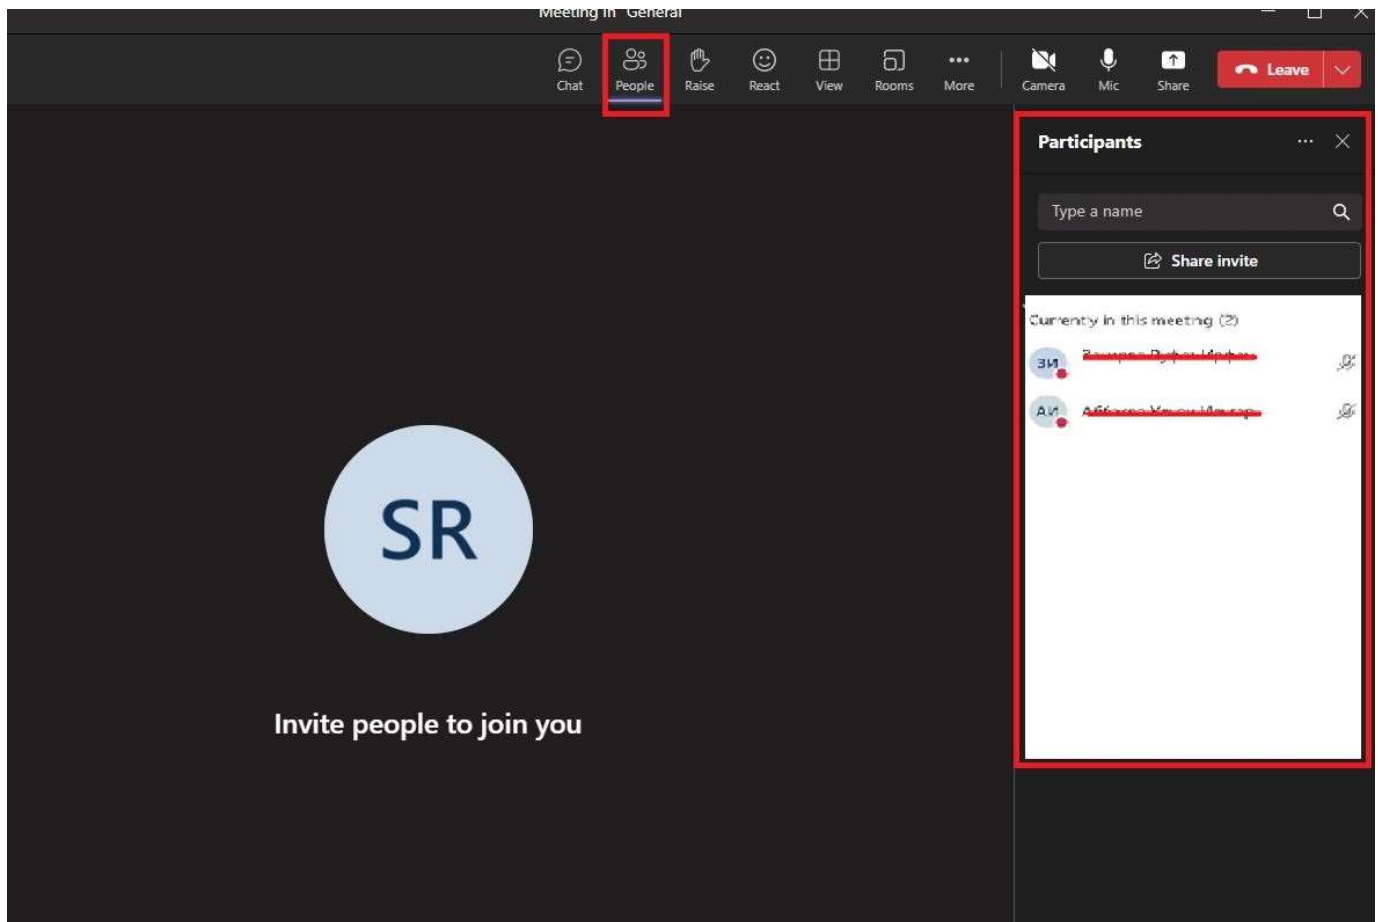 Meeting in "General"
Chat People Raise React View Rooms More Camera Mic Share Leave
Participants
Type a name
Share invite
Currently in this meeting (2)
ЗИ
АИ
SR
Invite people to join you